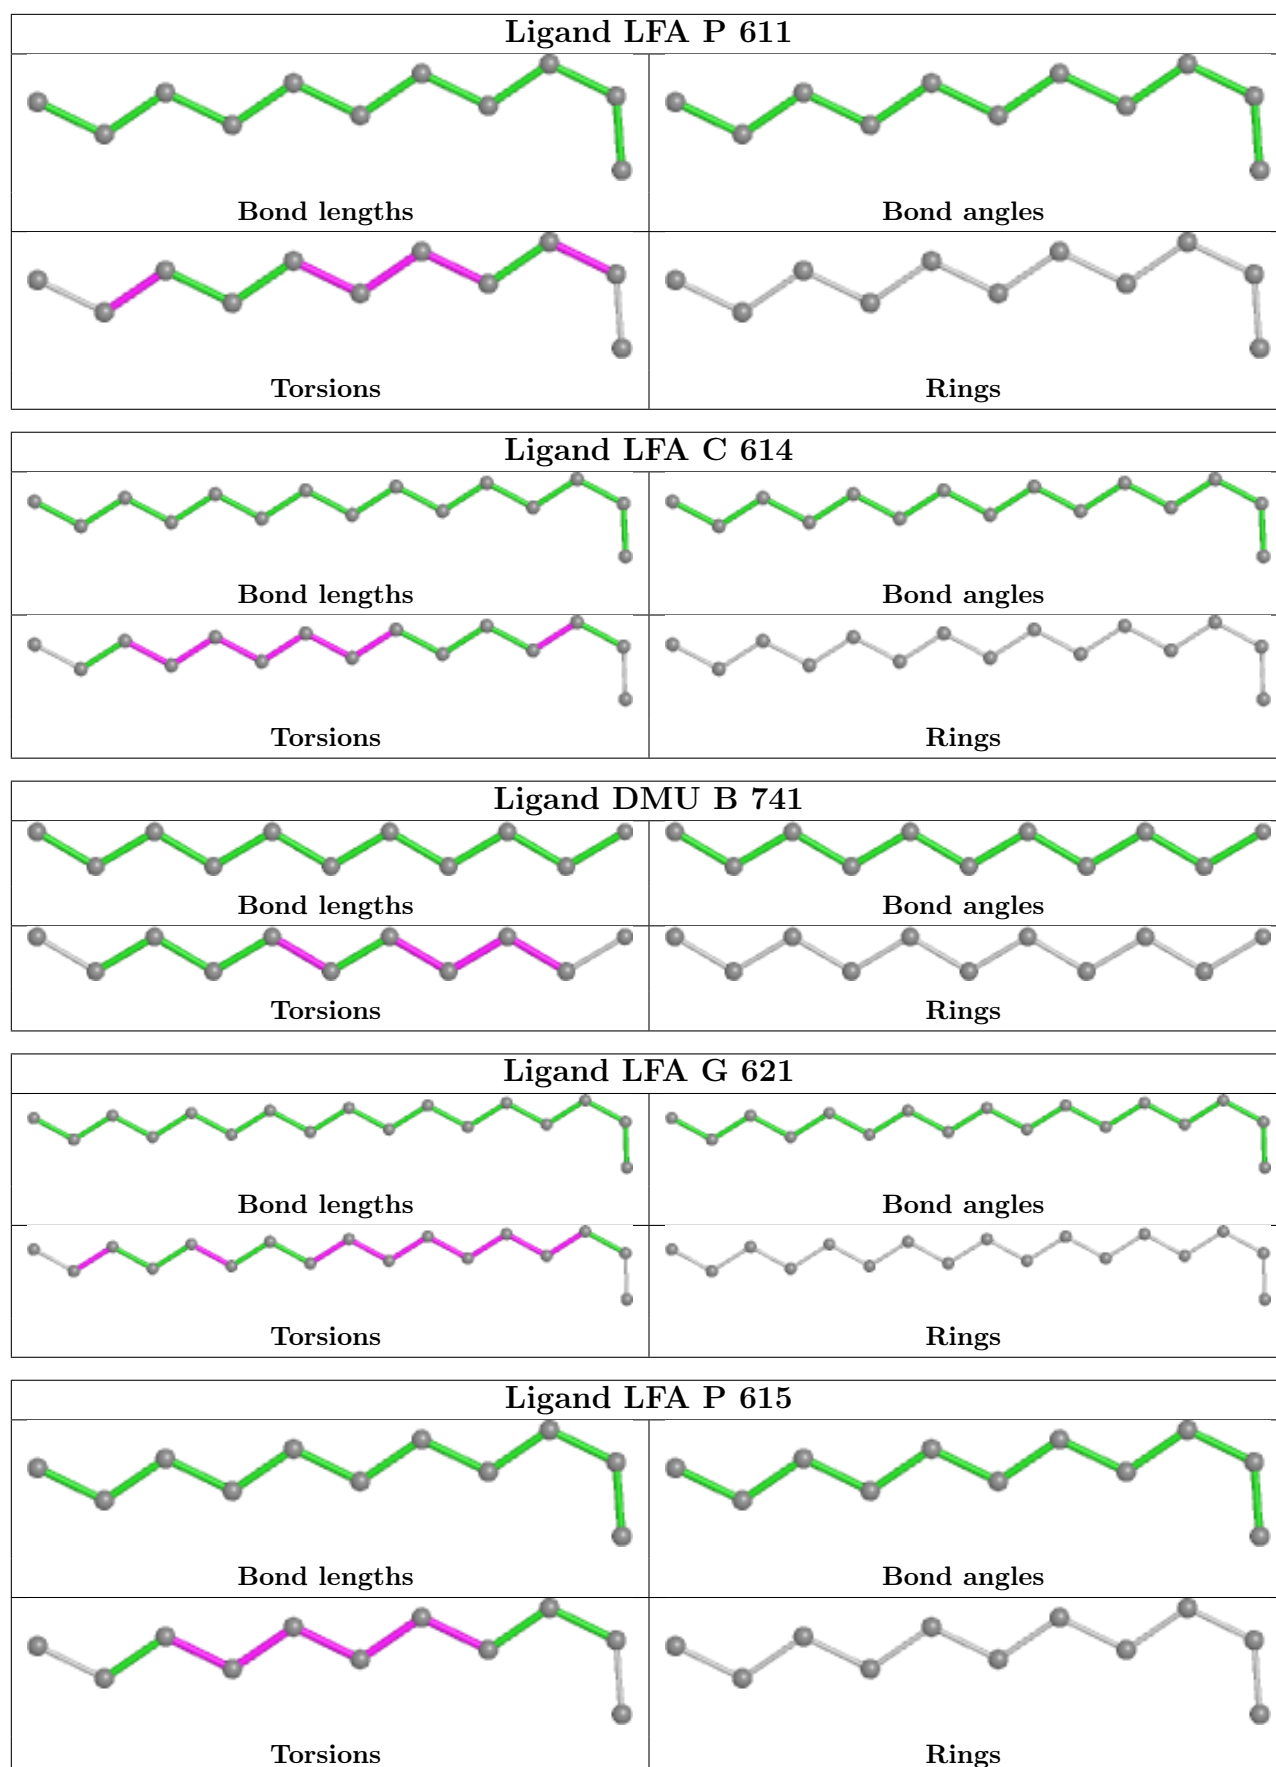 Ligand LFA P 611
Bond lengths Bond angles
Torsions Rings
Ligand LFA C 614
Bond lengths Bond angles
Torsions Rings
Ligand DMU B 741
Bond lengths Bond angles
Torsions Rings
Ligand LFA G 621
Bond lengths Bond angles
Torsions Rings
Ligand LFA P 615
Bond lengths Bond angles
Torsions Rings